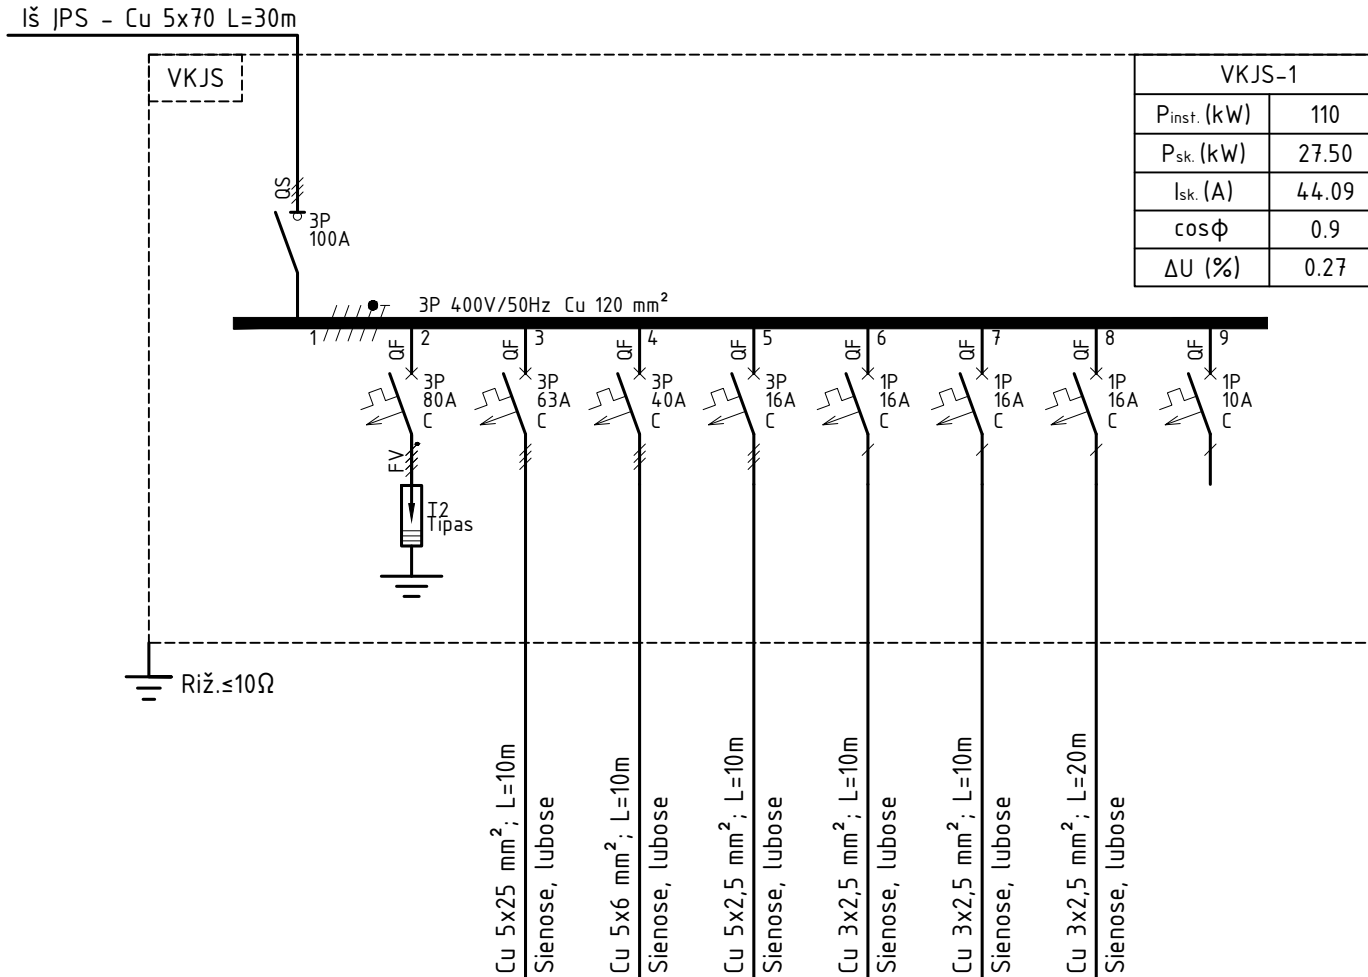 Iš JPS - Cu 5x70 L=30m
VKJS
VKJS-1
Pinst. (kW) 110
Psk. (kW) 27.50
Isk. (A) 44.09
cosϕ 0.9
ΔU (%) 0.27
QS
3P
100A
3P 400V/50Hz Cu 120 mm²
1
2
3
4
5
6
7
8
9
QF
3P
80A
C
QF
3P
63A
C
QF
3P
40A
C
QF
3P
16A
C
QF
1P
16A
C
QF
1P
16A
C
QF
1P
16A
C
QF
1P
10A
C
FV
T2
Tipas
Riž.≤10Ω
Cu 5x25 mm²; L=10m
Sienose, lubose
Cu 5x6 mm²; L=10m
Sienose, lubose
Cu 5x2,5 mm²; L=10m
Sienose, lubose
Cu 3x2,5 mm²; L=10m
Sienose, lubose
Cu 3x2,5 mm²; L=10m
Sienose, lubose
Cu 3x2,5 mm²; L=20m
Sienose, lubose